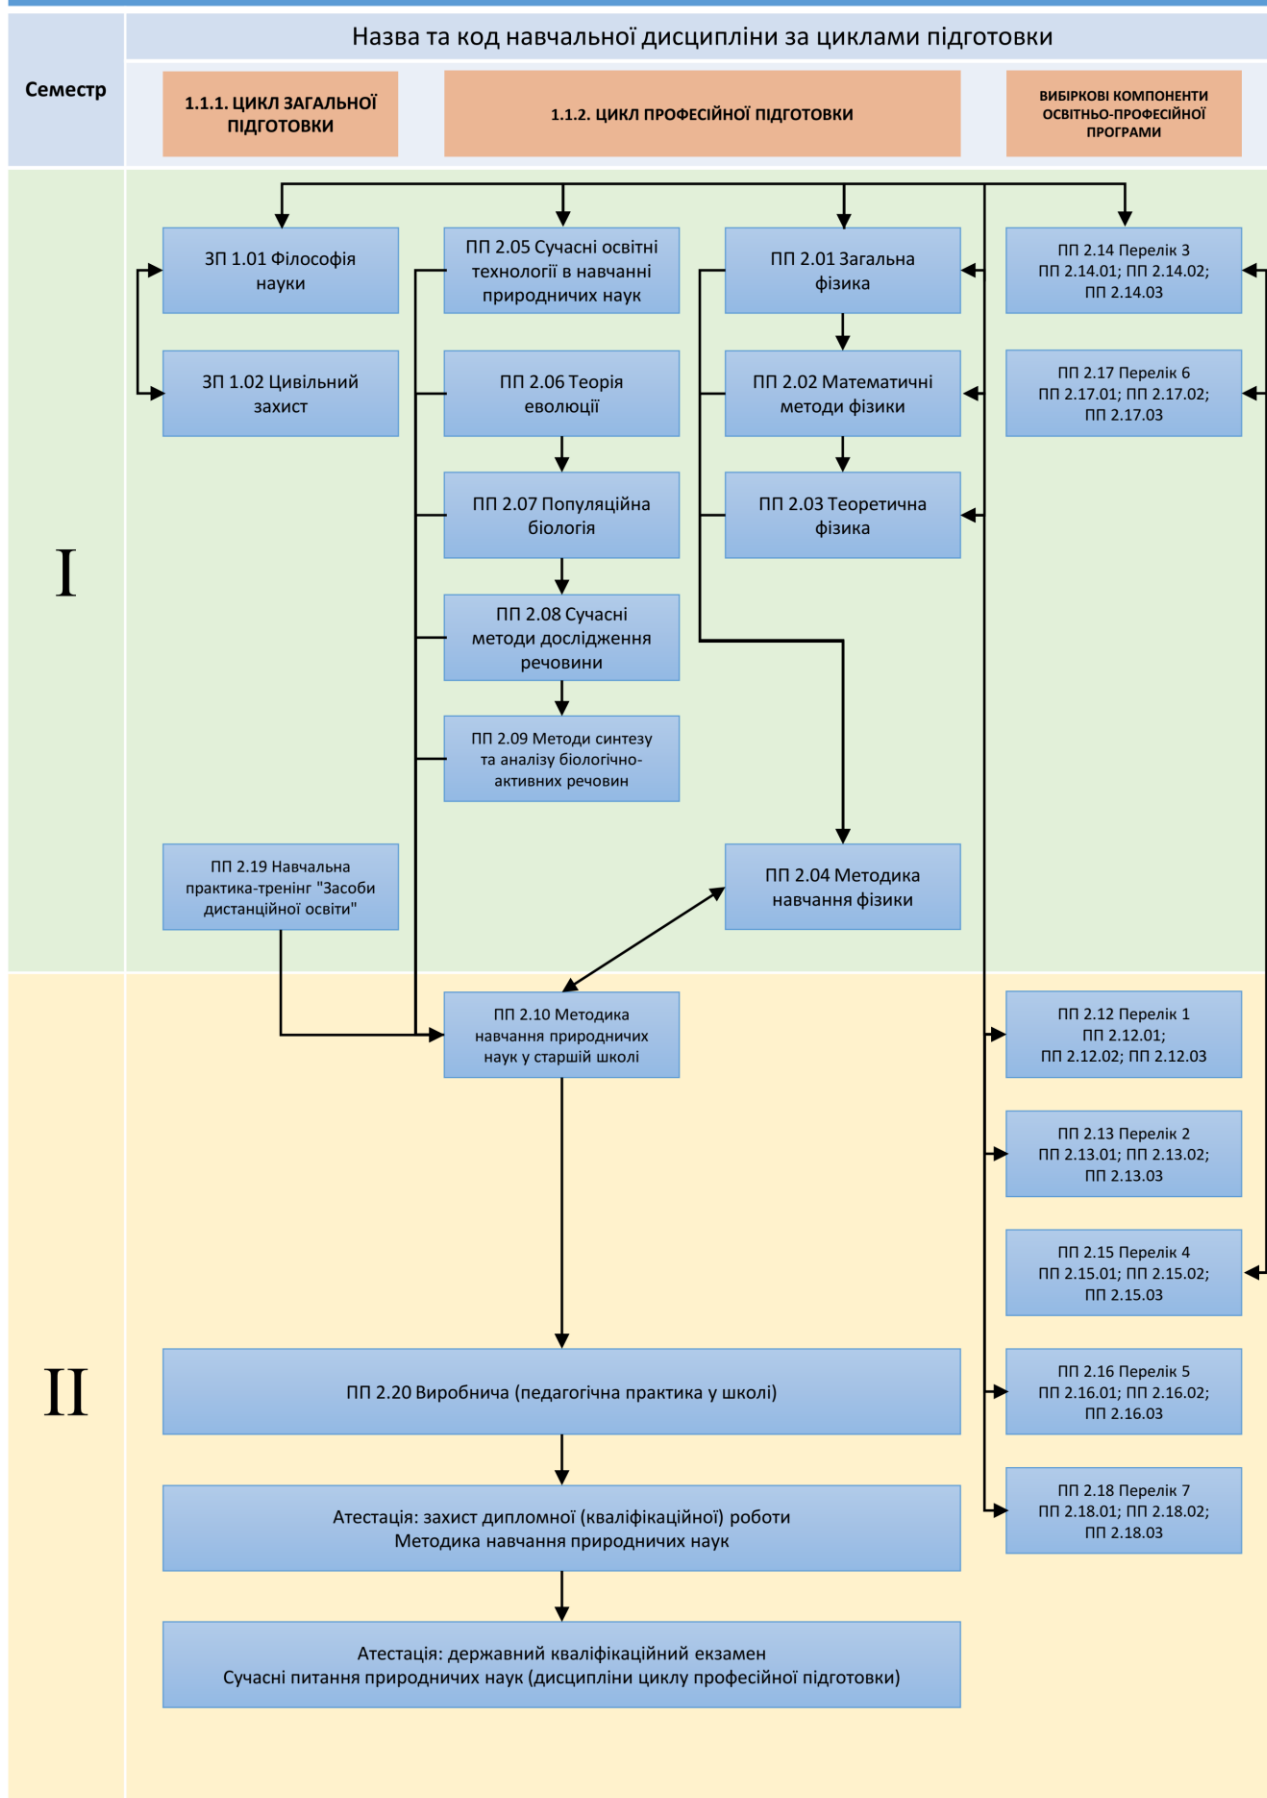 Назва та код навчальної дисципліни за циклами підготовки
Семестр
1.1.1. ЦИКЛ ЗАГАЛЬНОЇ
ПІДГОТОВКИ
1.1.2. ЦИКЛ ПРОФЕСІЙНОЇ ПІДГОТОВКИ
ВИБІРКОВІ КОМПОНЕНТИ
ОСВІТНЬО-ПРОФЕСІЙНОЇ
ПРОГРАМИ
I
ЗП 1.01 Філософія
науки
ПП 2.05 Сучасні освітні
технології в навчанні
природничих наук
ПП 2.01 Загальна
фізика
ПП 2.14 Перелік 3
ПП 2.14.01; ПП 2.14.02;
ПП 2.14.03
ЗП 1.02 Цивільний
захист
ПП 2.06 Теорія
еволюції
ПП 2.02 Математичні
методи фізики
ПП 2.17 Перелік 6
ПП 2.17.01; ПП 2.17.02;
ПП 2.17.03
ПП 2.07 Популяційна
біологія
ПП 2.03 Теоретична
фізика
ПП 2.08 Сучасні
методи дослідження
речовини
ПП 2.09 Методи синтезу
та аналізу біологічно-
активних речовин
ПП 2.19 Навчальна
практика-тренінг "Засоби
дистанційної освіти"
ПП 2.04 Методика
навчання фізики
II
ПП 2.10 Методика
навчання природничих
наук у старшій школі
ПП 2.12 Перелік 1
ПП 2.12.01;
ПП 2.12.02; ПП 2.12.03
ПП 2.13 Перелік 2
ПП 2.13.01; ПП 2.13.02;
ПП 2.13.03
ПП 2.15 Перелік 4
ПП 2.15.01; ПП 2.15.02;
ПП 2.15.03
ПП 2.20 Виробнича (педагогічна практика у школі)
ПП 2.16 Перелік 5
ПП 2.16.01; ПП 2.16.02;
ПП 2.16.03
Атестація: захист дипломної (кваліфікаційної) роботи
Методика навчання природничих наук
ПП 2.18 Перелік 7
ПП 2.18.01; ПП 2.18.02;
ПП 2.18.03
Атестація: державний кваліфікаційний екзамен
Сучасні питання природничих наук (дисципліни циклу професійної підготовки)